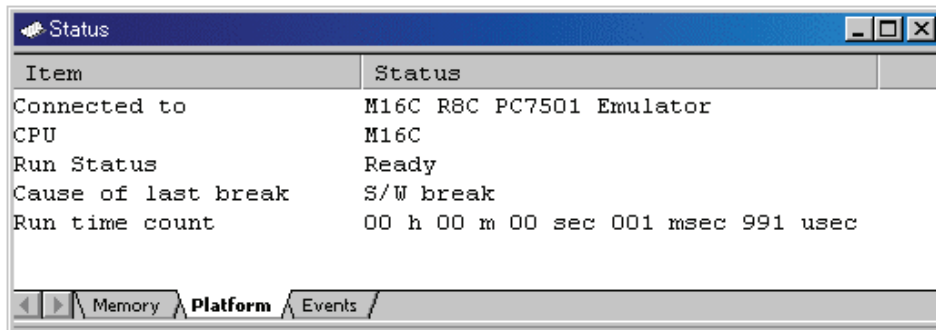 Status
Item Status
Connected to M16C R8C PC7501 Emulator
CPU M16C
Run Status Ready
Cause of last break S/W break
Run time count 00 h 00 m 00 sec 001 msec 991 usec
Memory Platform Events